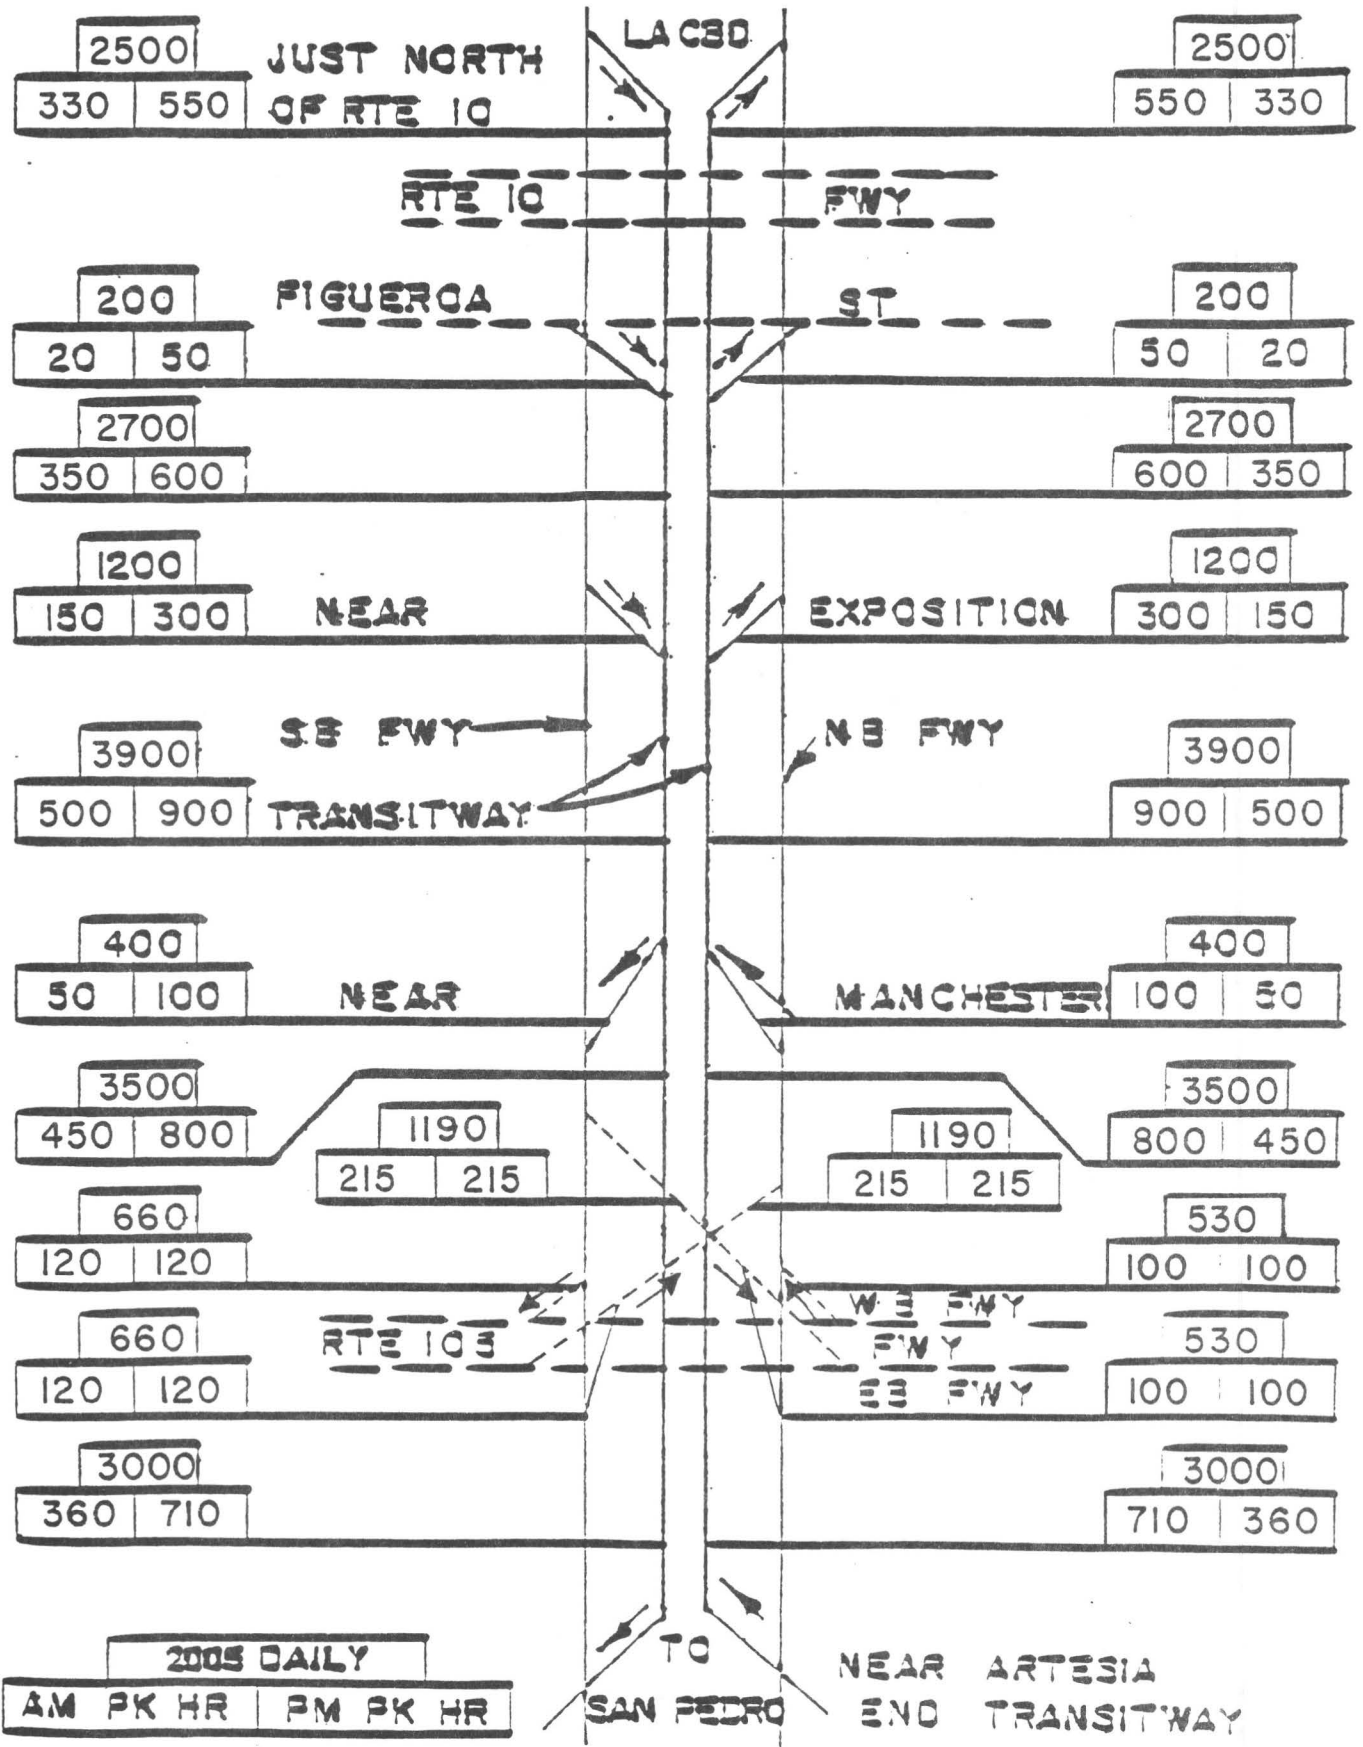 LA CBD
2500
330 550
JUST NORTH
OF RTE 10
2500
550 330
RTE 10 FWY
FIGUEROA ST
200
20 50
200
50 20
2700
350 600
2700
600 350
1200
150 300
NEAR EXPOSITION
1200
300 150
SB FWY
NB FWY
3900
500 900
TRANSITWAY
3900
900 500
400
50 100
NEAR MANCHESTER
400
100 50
3500
450 800
3500
800 450
1190
215 215
1190
215 215
660
120 120
530
100 100
WB FWY
RTE 105 FWY
EB FWY
660
120 120
530
100 100
3000
360 710
3000
710 360
2005 DAILY
AM PK HR PM PK HR
TO
SAN PEDRO
NEAR ARTESIA
END TRANSITWAY